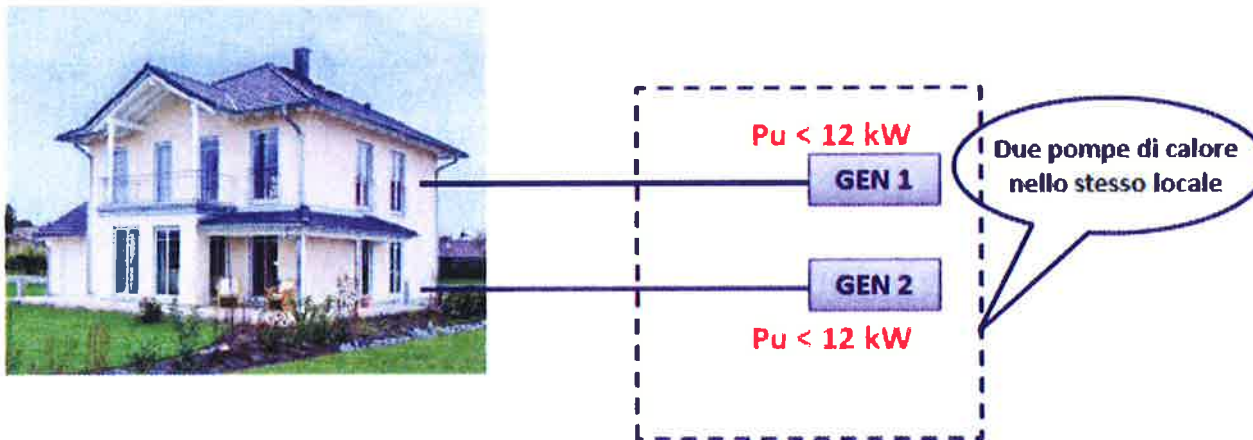 Pu < 12 kW
GEN 1
Due pompe di calore
nello stesso locale
GEN 2
Pu < 12 kW